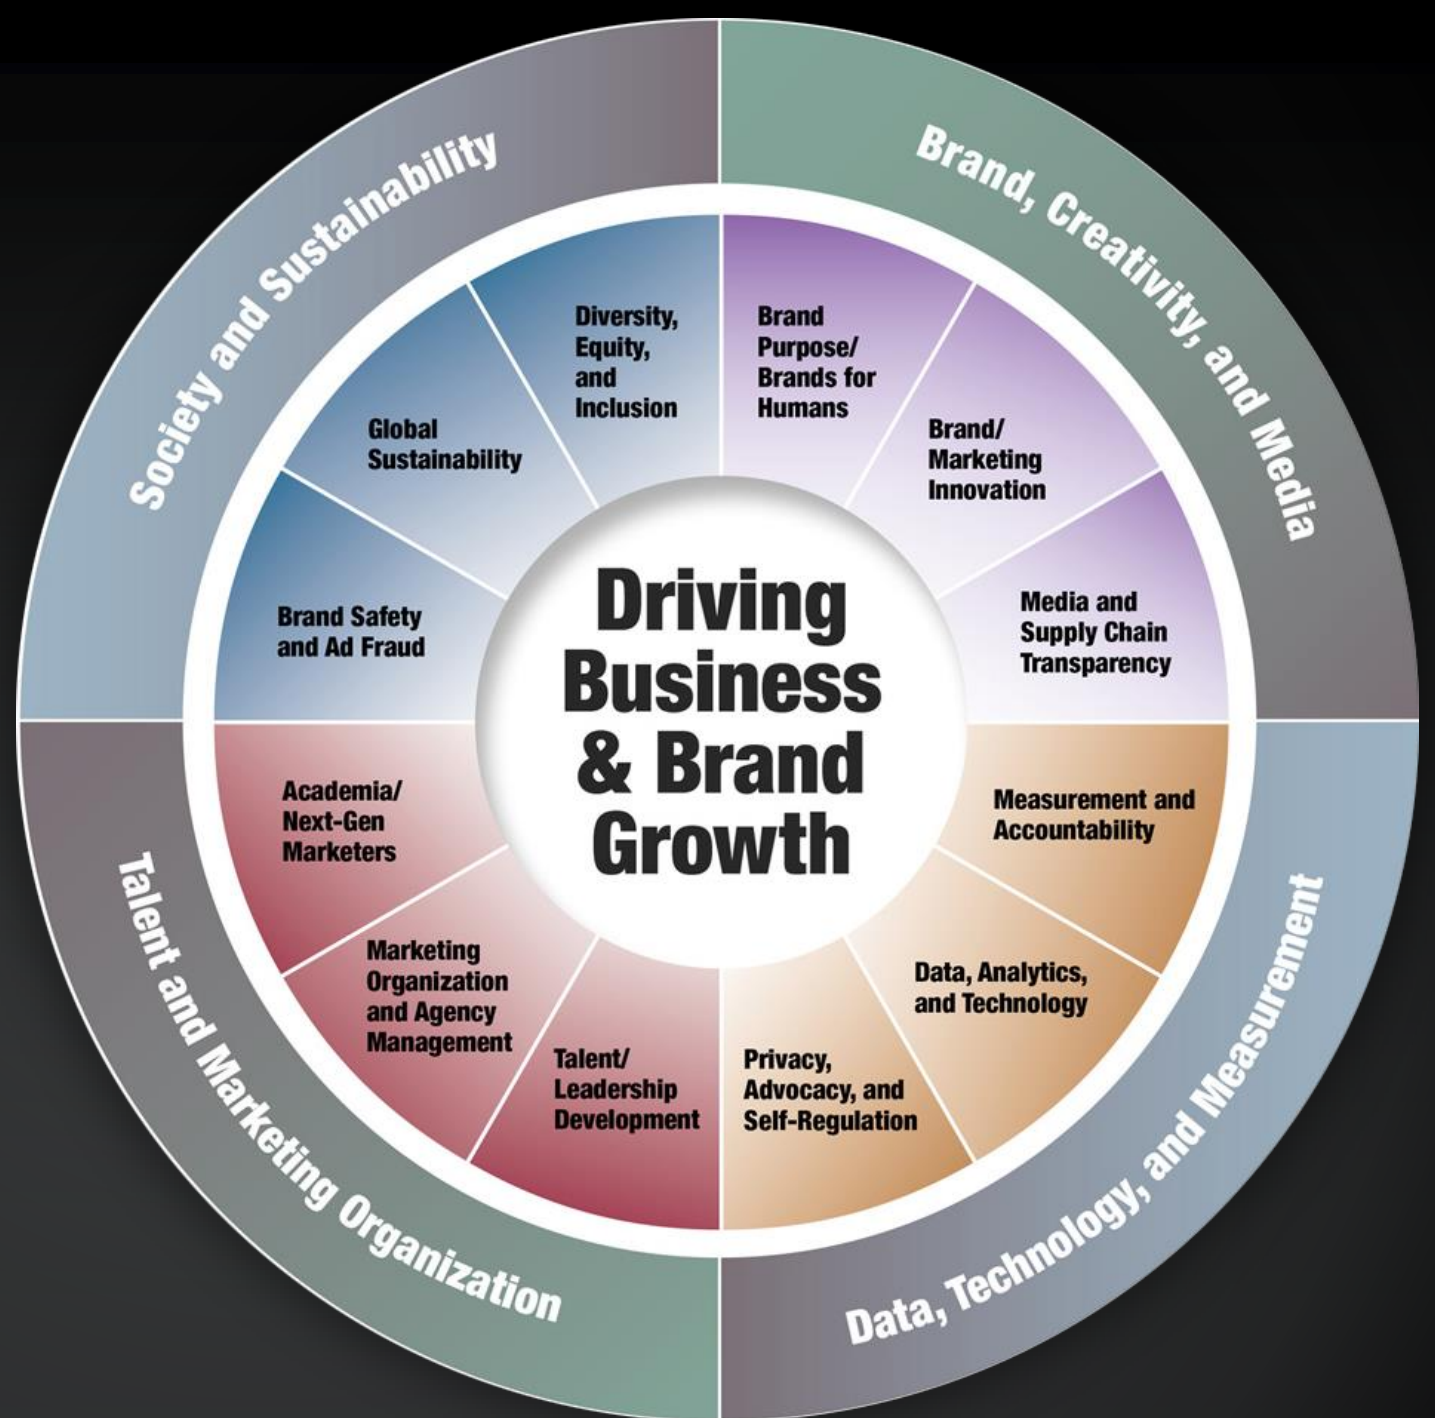 Society and Sustainability
Brand, Creativity, and Media
Diversity,
Equity,
and
Inclusion
Brand
Purpose/
Brands for
Humans
Global
Sustainability
Brand/
Marketing
Innovation
Brand Safety
and Ad Fraud
Media and
Supply Chain
Transparency
Driving
Business
& Brand
Growth
Academia/
Next-Gen
Marketers
Measurement and
Accountability
Marketing
Organization
and Agency
Management
Data, Analytics,
and Technology
Talent/
Leadership
Development
Privacy,
Advocacy, and
Self-Regulation
Talent and Marketing Organization
Data, Technology, and Measurement